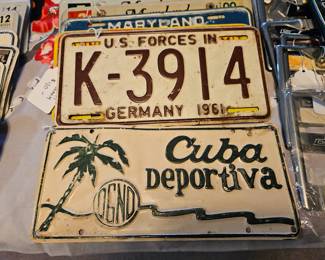 MARYLAND
U.S. FORCES IN
K-3914
GERMANY 1961
Cuba
DEPORTIVA
DGND